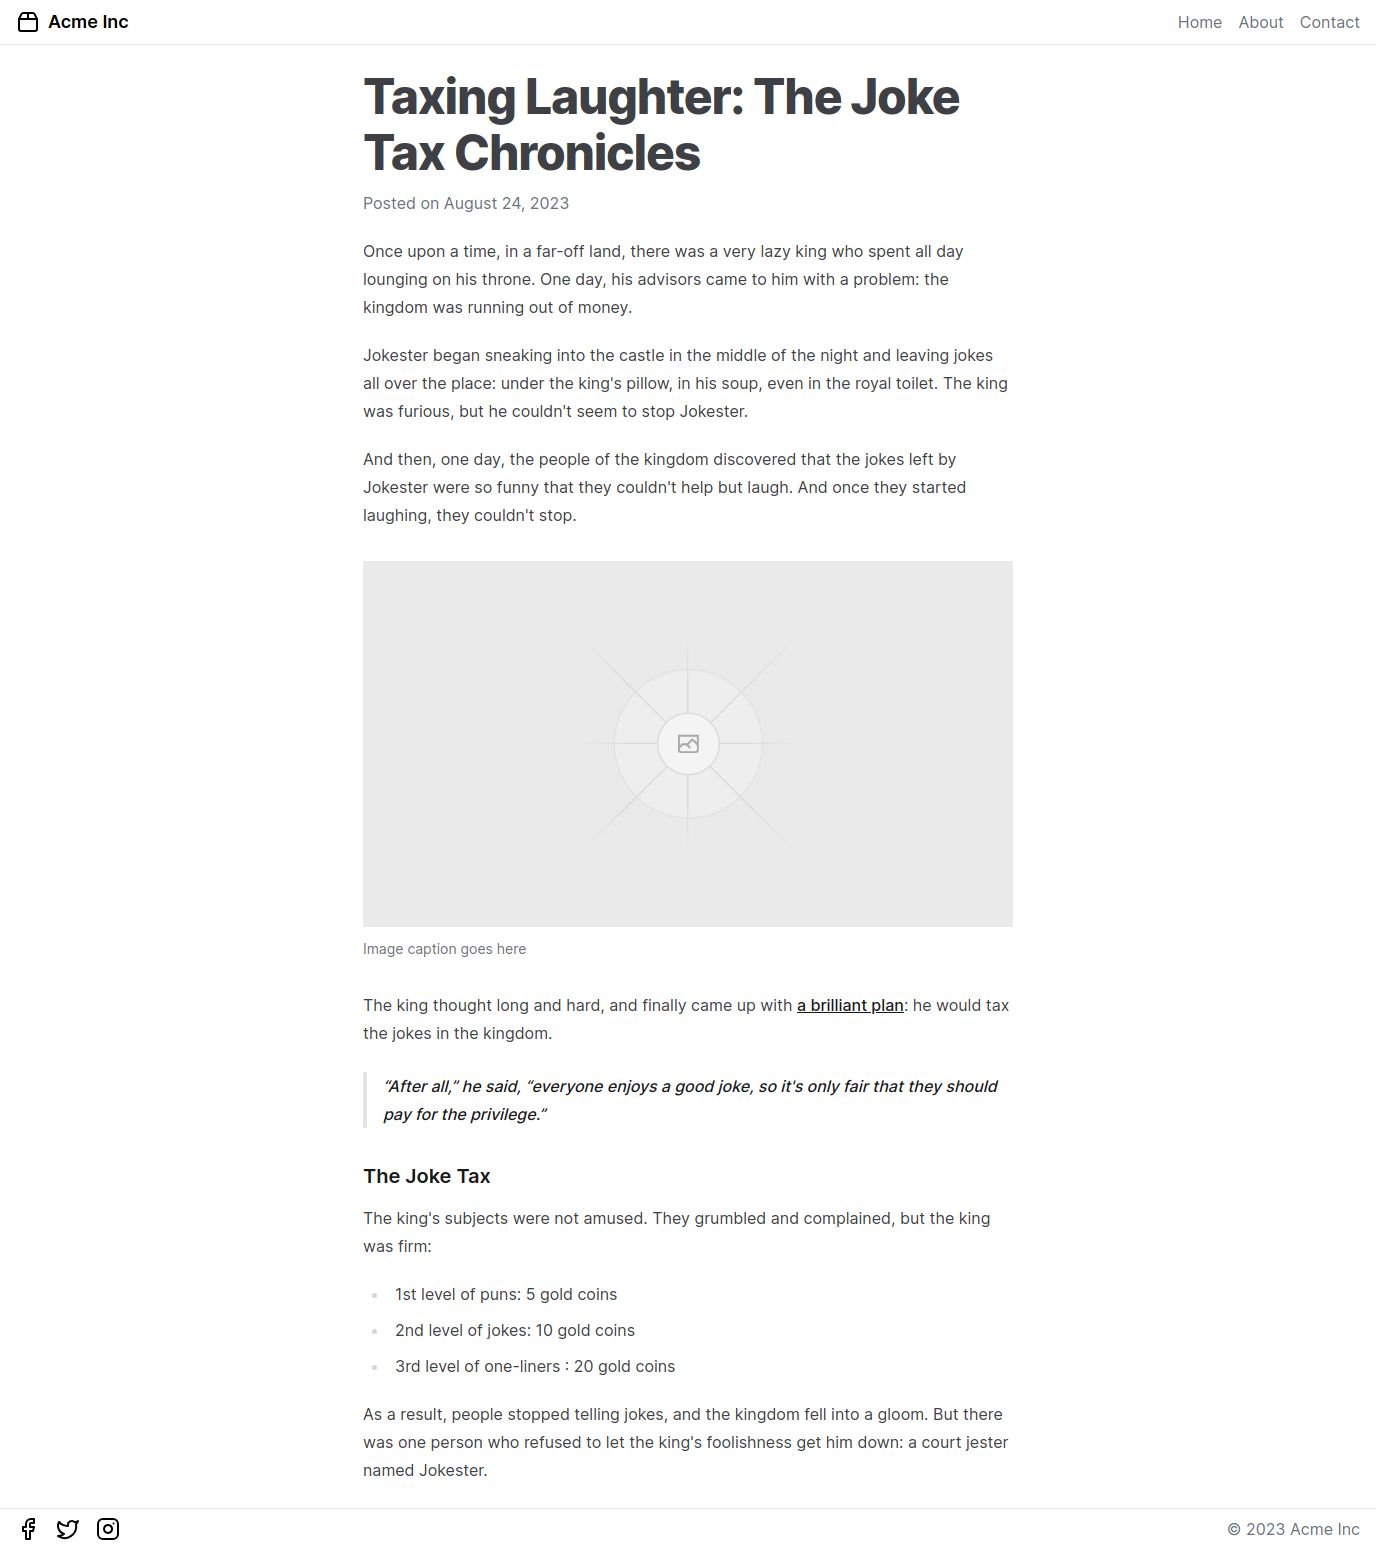 Acme Inc
Home About Contact
Taxing Laughter: The Joke
Tax Chronicles
Posted on August 24, 2023
Once upon a time, in a far-off land, there was a very lazy king who spent all day
lounging on his throne. One day, his advisors came to him with a problem: the
kingdom was running out of money.
Jokester began sneaking into the castle in the middle of the night and leaving jokes
all over the place: under the king's pillow, in his soup, even in the royal toilet. The king
was furious, but he couldn't seem to stop Jokester.
And then, one day, the people of the kingdom discovered that the jokes left by
Jokester were so funny that they couldn't help but laugh. And once they started
laughing, they couldn't stop.
Image caption goes here
The king thought long and hard, and finally came up with a brilliant plan: he would tax
the jokes in the kingdom.
“After all,” he said, “everyone enjoys a good joke, so it's only fair that they should
pay for the privilege.”
The Joke Tax
The king's subjects were not amused. They grumbled and complained, but the king
was firm:
1st level of puns: 5 gold coins
2nd level of jokes: 10 gold coins
3rd level of one-liners : 20 gold coins
As a result, people stopped telling jokes, and the kingdom fell into a gloom. But there
was one person who refused to let the king's foolishness get him down: a court jester
named Jokester.
© 2023 Acme Inc